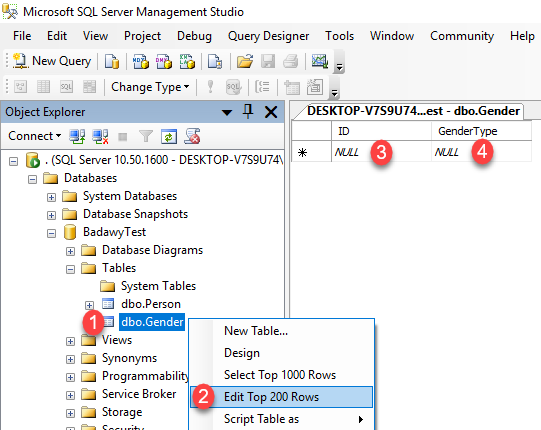 Microsoft SQL Server Management Studio
File Edit View Project Debug Query Designer Tools Window Community Help
New Query
Change Type
Object Explorer
DESKTOP-V7S9U74...est - dbo.Gender
ID GenderType
NULL 3 NULL 4
Connect
. (SQL Server 10.50.1600 - DESKTOP-V7S9U74\
Databases
System Databases
Database Snapshots
BadawyTest
Database Diagrams
Tables
System Tables
dbo.Person
1 dbo.Gender
Views
Synonyms
Programmability
Service Broker
Storage
Security
New Table...
Design
Select Top 1000 Rows
2 Edit Top 200 Rows
Script Table as